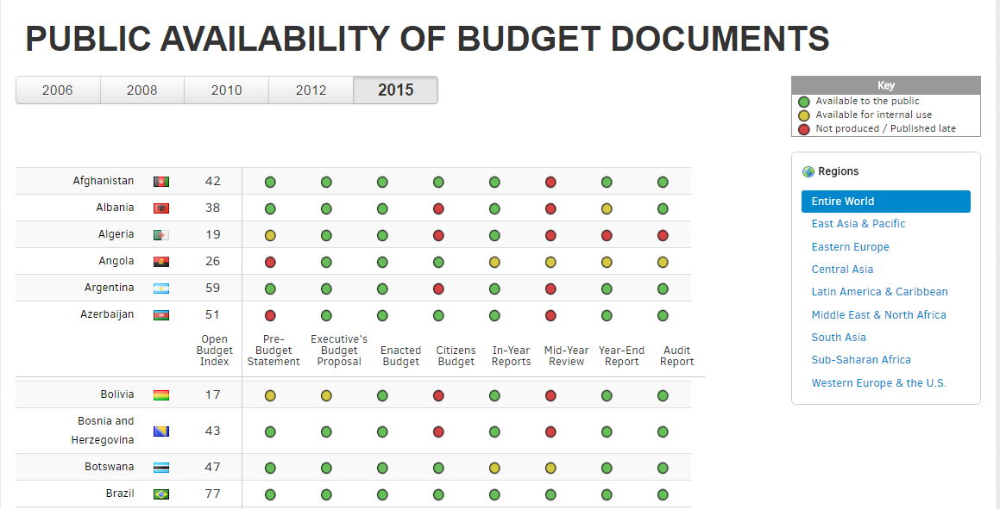 PUBLIC AVAILABILITY OF BUDGET DOCUMENTS
2006 2008 2010 2012 2015
Key
Available to the public
Available for internal use
Not produced / Published late
Regions
Entire World
East Asia & Pacific
Eastern Europe
Central Asia
Latin America & Caribbean
Middle East & North Africa
South Asia
Sub-Saharan Africa
Western Europe & the U.S.
Afghanistan 42
Albania 38
Algeria 19
Angola 26
Argentina 59
Azerbaijan 51
Open Budget Index
Pre-Budget Statement
Executive's Budget Proposal
Enacted Budget
Citizens Budget
In-Year Reports
Mid-Year Review
Year-End Report
Audit Report
Bolivia 17
Bosnia and
Herzegovina 43
Botswana 47
Brazil 77